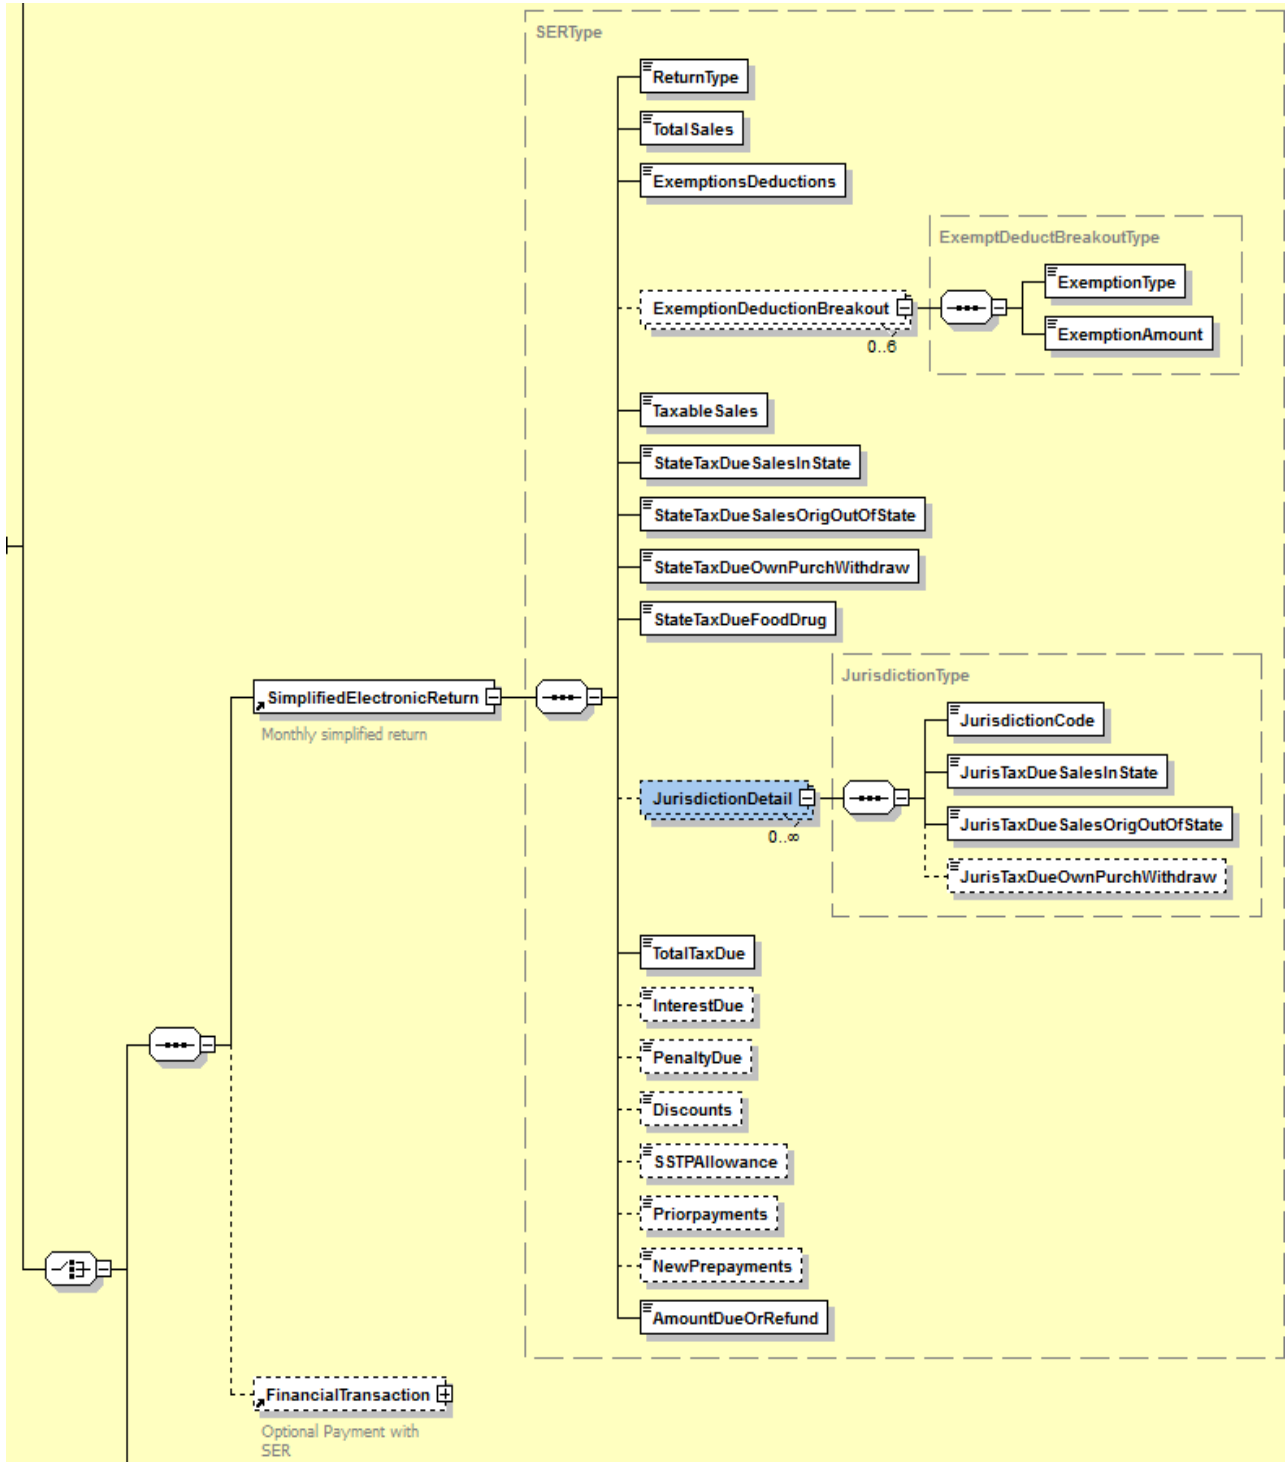 SERType
ReturnType
TotalSales
ExemptionsDeductions
ExemptDeductBreakoutType
ExemptionDeductionBreakout
0..6
ExemptionType
ExemptionAmount
TaxableSales
StateTaxDueSalesInState
StateTaxDueSalesOrigOutOfState
StateTaxDueOwnPurchWithdraw
StateTaxDueFoodDrug
SimplifiedElectronicReturn
Monthly simplified return
JurisdictionType
JurisdictionDetail
0..∞
JurisdictionCode
JurisTaxDueSalesInState
JurisTaxDueSalesOrigOutOfState
JurisTaxDueOwnPurchWithdraw
TotalTaxDue
InterestDue
PenaltyDue
Discounts
SSTPAllowance
Priorpayments
NewPrepayments
AmountDueOrRefund
FinancialTransaction
Optional Payment with
SER